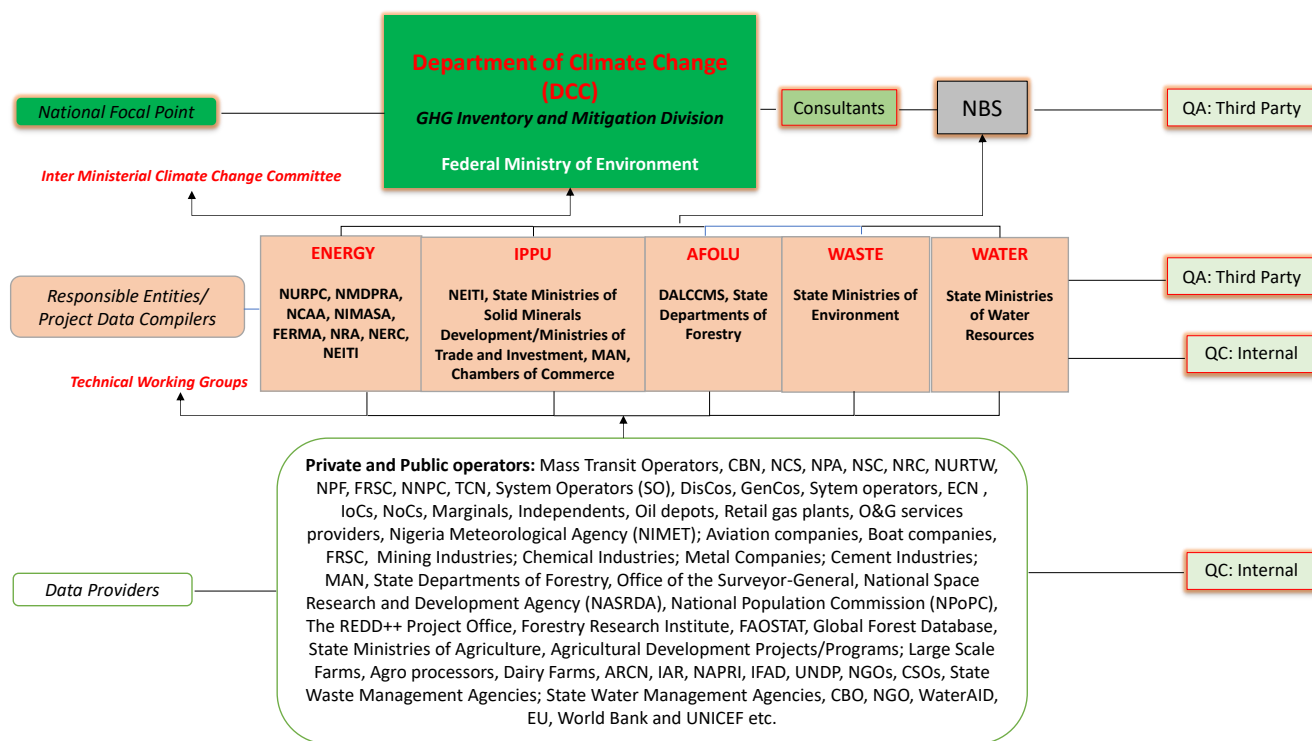 National Focal Point
Department of Climate Change
(DCC)
GHG Inventory and Mitigation Division
Federal Ministry of Environment
Consultants
NBS
QA: Third Party
Inter Ministerial Climate Change Committee
Responsible Entities/
Project Data Compilers
ENERGY
NURPC, NMDPRA,
NCAA, NIMASA,
FERMA, NRA, NERC,
NEITI
IPPU
NEITI, State Ministries of
Solid Minerals
Development/Ministries of
Trade and Investment, MAN,
Chambers of Commerce
AFOLU
DALCCMS, State
Departments of
Forestry
WASTE
State Ministries of
Environment
WATER
State Ministries
of Water
Resources
QA: Third Party
QC: Internal
Technical Working Groups
Data Providers
Private and Public operators: Mass Transit Operators, CBN, NCS, NPA, NSC, NRC, NURTW,
NPF, FRSC, NNPC, TCN, System Operators (SO), DisCos, GenCos, Sytem operators, ECN ,
IoCs, NoCs, Marginals, Independents, Oil depots, Retail gas plants, O&G services
providers, Nigeria Meteorological Agency (NIMET); Aviation companies, Boat companies,
FRSC, Mining Industries; Chemical Industries; Metal Companies; Cement Industries;
MAN, State Departments of Forestry, Office of the Surveyor-General, National Space
Research and Development Agency (NASRDA), National Population Commission (NPoPC),
The REDD++ Project Office, Forestry Research Institute, FAOSTAT, Global Forest Database,
State Ministries of Agriculture, Agricultural Development Projects/Programs; Large Scale
Farms, Agro processors, Dairy Farms, ARCN, IAR, NAPRI, IFAD, UNDP, NGOs, CSOs, State
Waste Management Agencies; State Water Management Agencies, CBO, NGO, WaterAID,
EU, World Bank and UNICEF etc.
QC: Internal